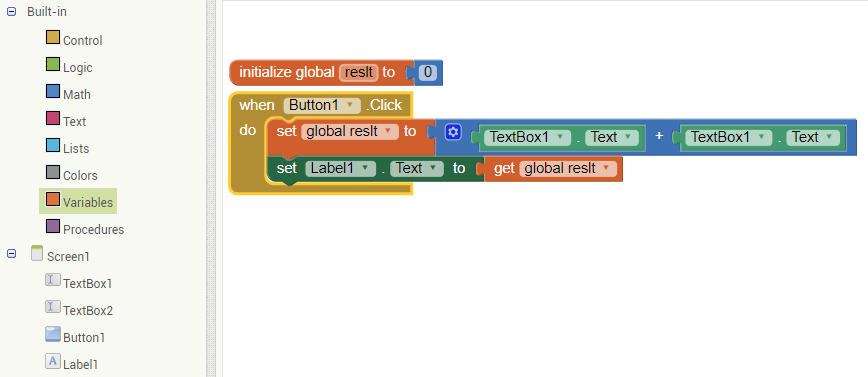 Built-in
Control
Logic
Math
Text
Lists
Colors
Variables
Procedures
Screen1
TextBox1
TextBox2
Button1
Label1
initialize global reslt to 0
when Button1 .Click
do set global reslt to TextBox1 . Text + TextBox1 . Text
set Label1 . Text to get global reslt